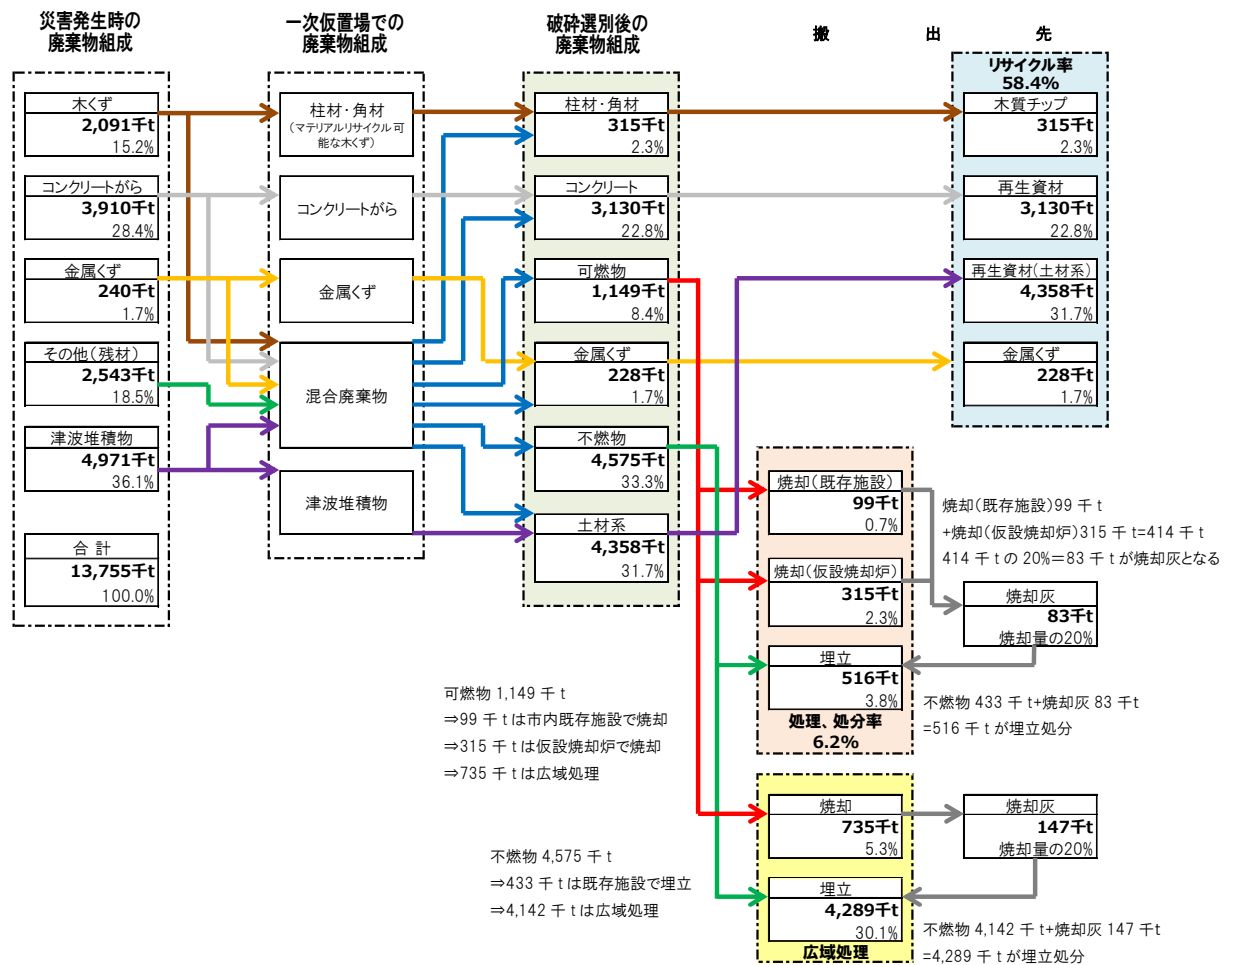 災害発生時の
廃棄物組成
木くず
2,091千t
15.2%
コンクリートがら
3,910千t
28.4%
金属くず
240千t
1.7%
その他(残材)
2,543千t
18.5%
津波堆積物
4,971千t
36.1%
合 計
13,755千t
100.0%
一次仮置場での
廃棄物組成
柱材・角材
(マテリアルリサイクル可
能な木くず)
コンクリートがら
金属くず
混合廃棄物
津波堆積物
破砕選別後の
廃棄物組成
柱材・角材
315千t
2.3%
コンクリート
3,130千t
22.8%
可燃物
1,149千t
8.4%
金属くず
228千t
1.7%
不燃物
4,575千t
33.3%
土材系
4,358千t
31.7%
搬 出 先
リサイクル率
58.4%
木質チップ
315千t
2.3%
再生資材
3,130千t
22.8%
再生資材(土材系)
4,358千t
31.7%
金属くず
228千t
1.7%
焼却(既存施設)
99千t
0.7%
焼却(仮設焼却炉)
315千t
2.3%
埋立
516千t
3.8%
処理、処分率
6.2%
焼却(既存施設)99 千 t
+焼却(仮設焼却炉)315 千 t=414 千 t
414 千 t の 20%=83 千 t が焼却灰となる
焼却灰
83千t
焼却量の20%
不燃物 433 千 t+焼却灰 83 千 t
=516 千 t が埋立処分
可燃物 1,149 千 t
⇒99 千 t は市内既存施設で焼却
⇒315 千 t は仮設焼却炉で焼却
⇒735 千 t は広域処理
不燃物 4,575 千 t
⇒433 千 t は既存施設で埋立
⇒4,142 千 t は広域処理
焼却
735千t
5.3%
埋立
4,289千t
30.1%
広域処理
焼却灰
147千t
焼却量の20%
不燃物 4,142 千 t+焼却灰 147 千 t
=4,289 千 t が埋立処分